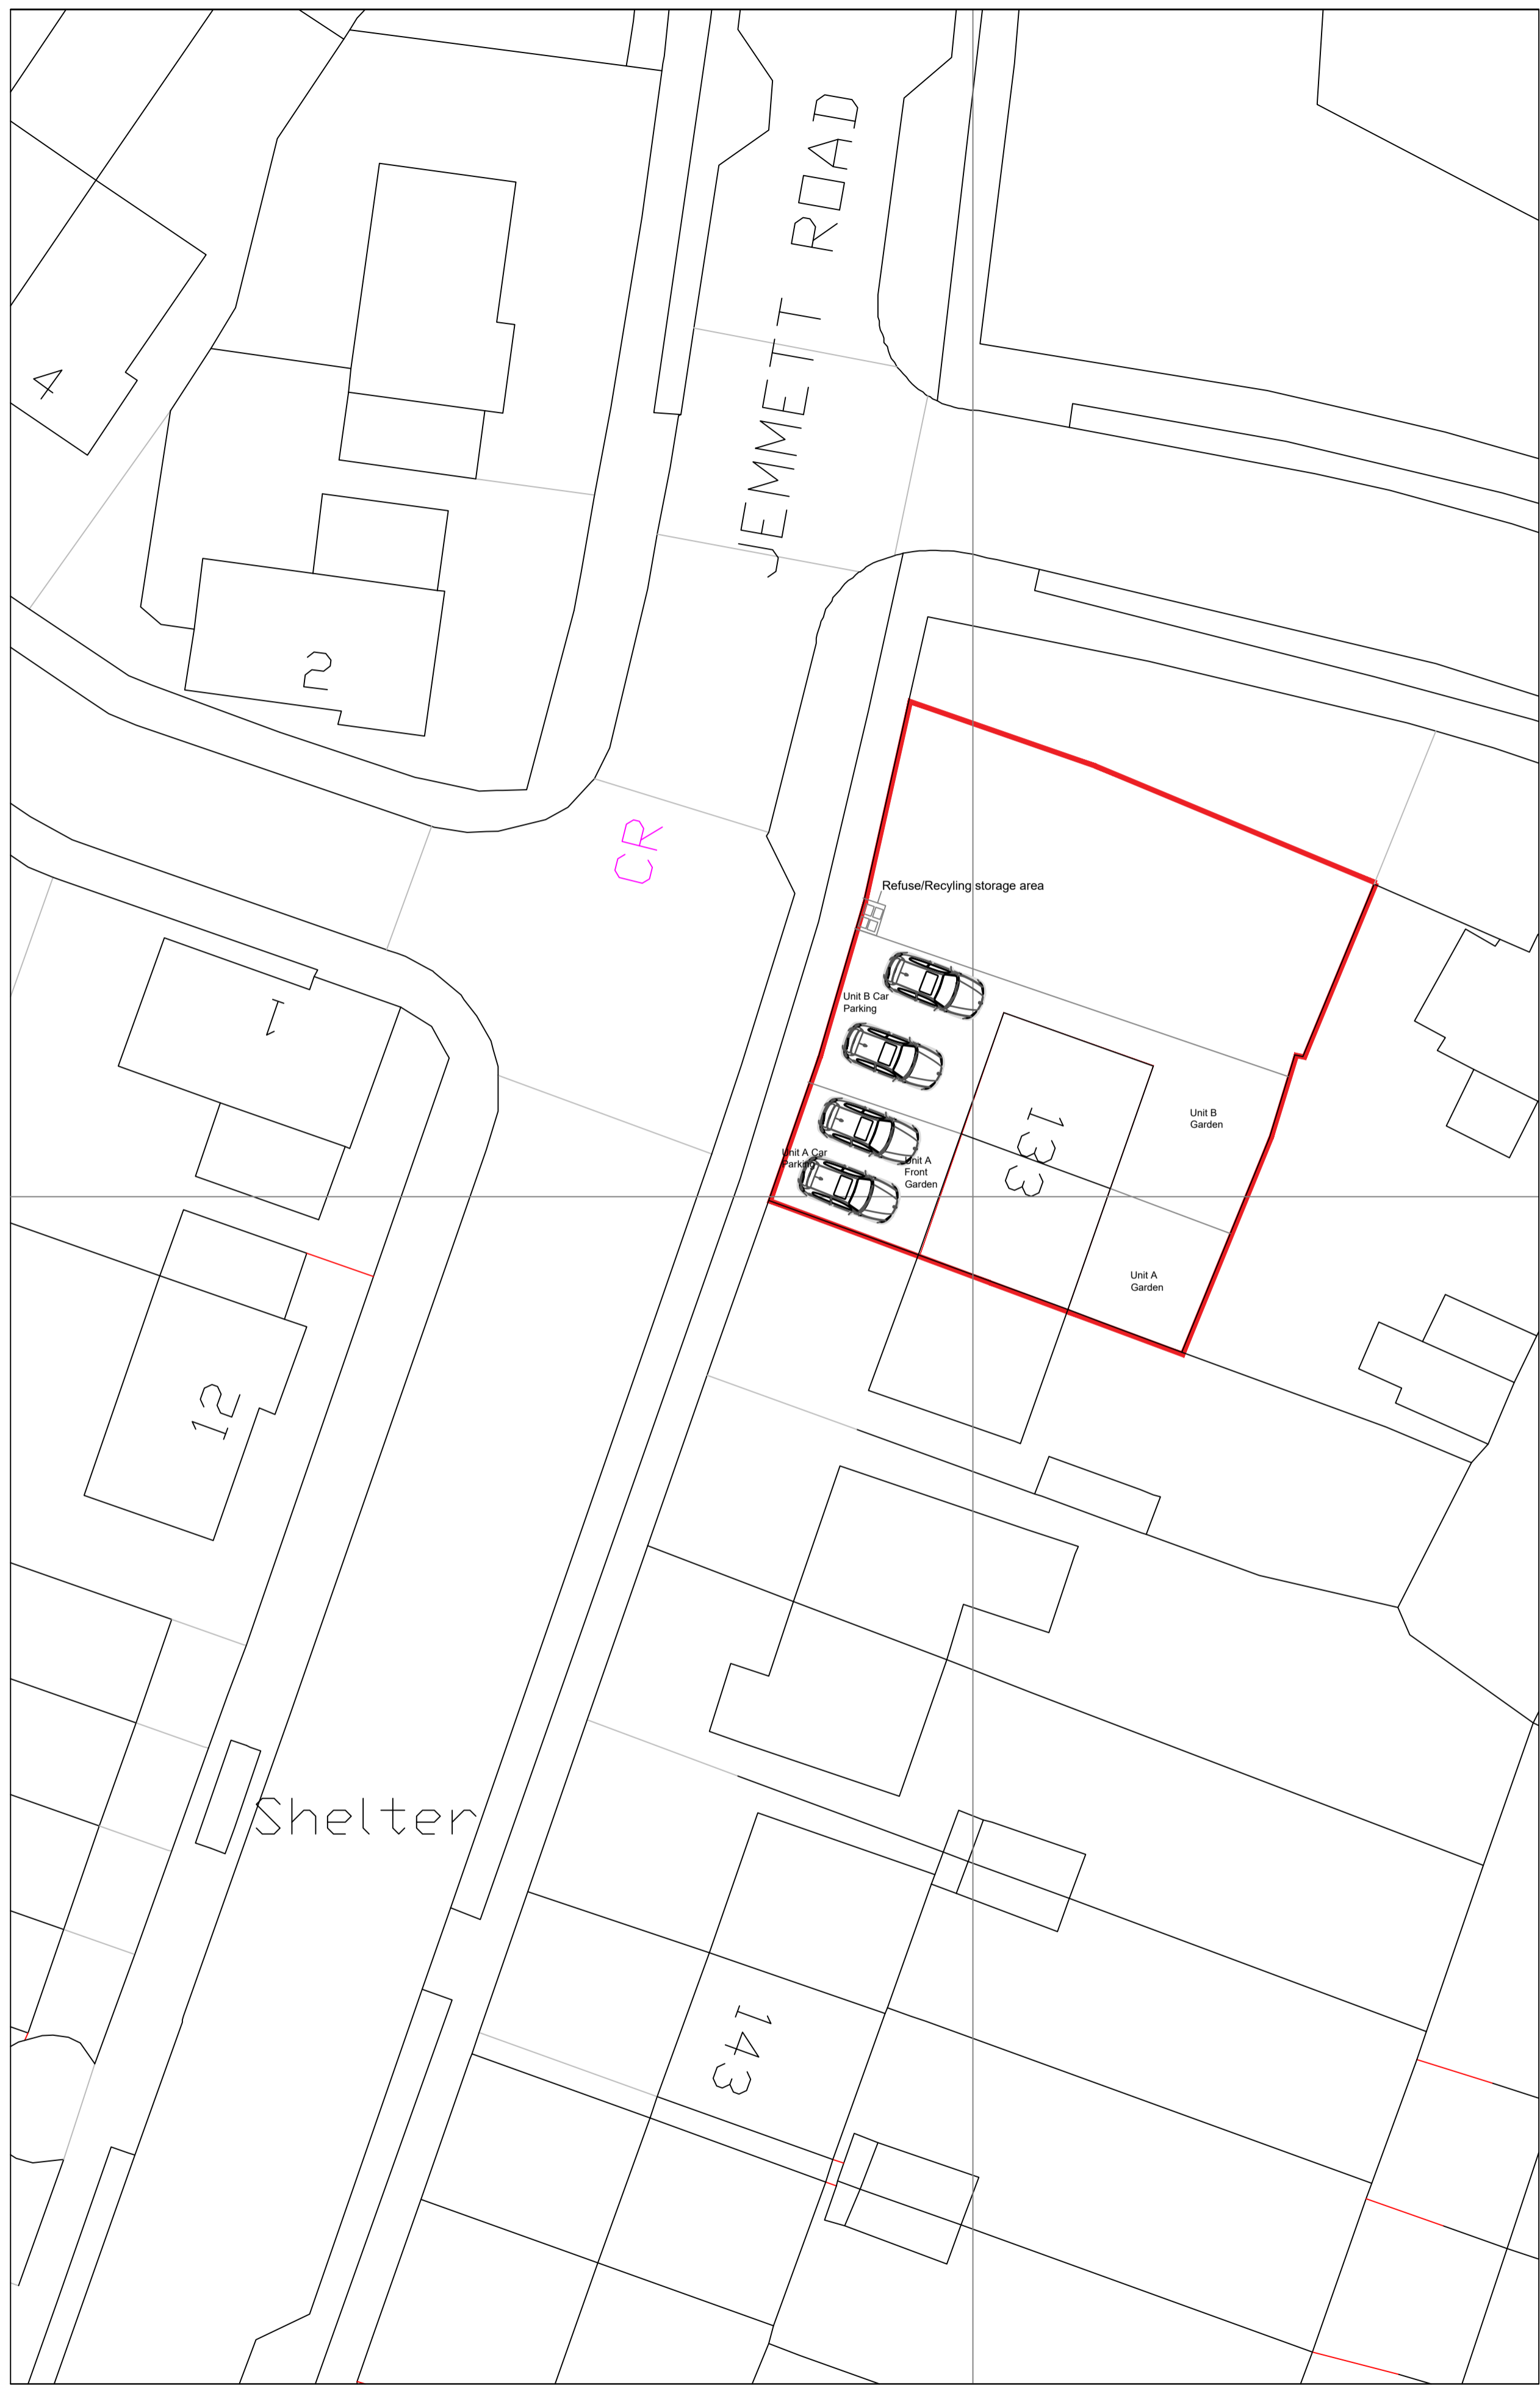 JEMMETT ROAD
4
2
CR
Refuse/Recyling storage area
1
Unit B Car
Parking
133
Unit B
Garden
Unit A Car
Parking
Unit A
Front
Garden
Unit A
Garden
12
Shelter
143